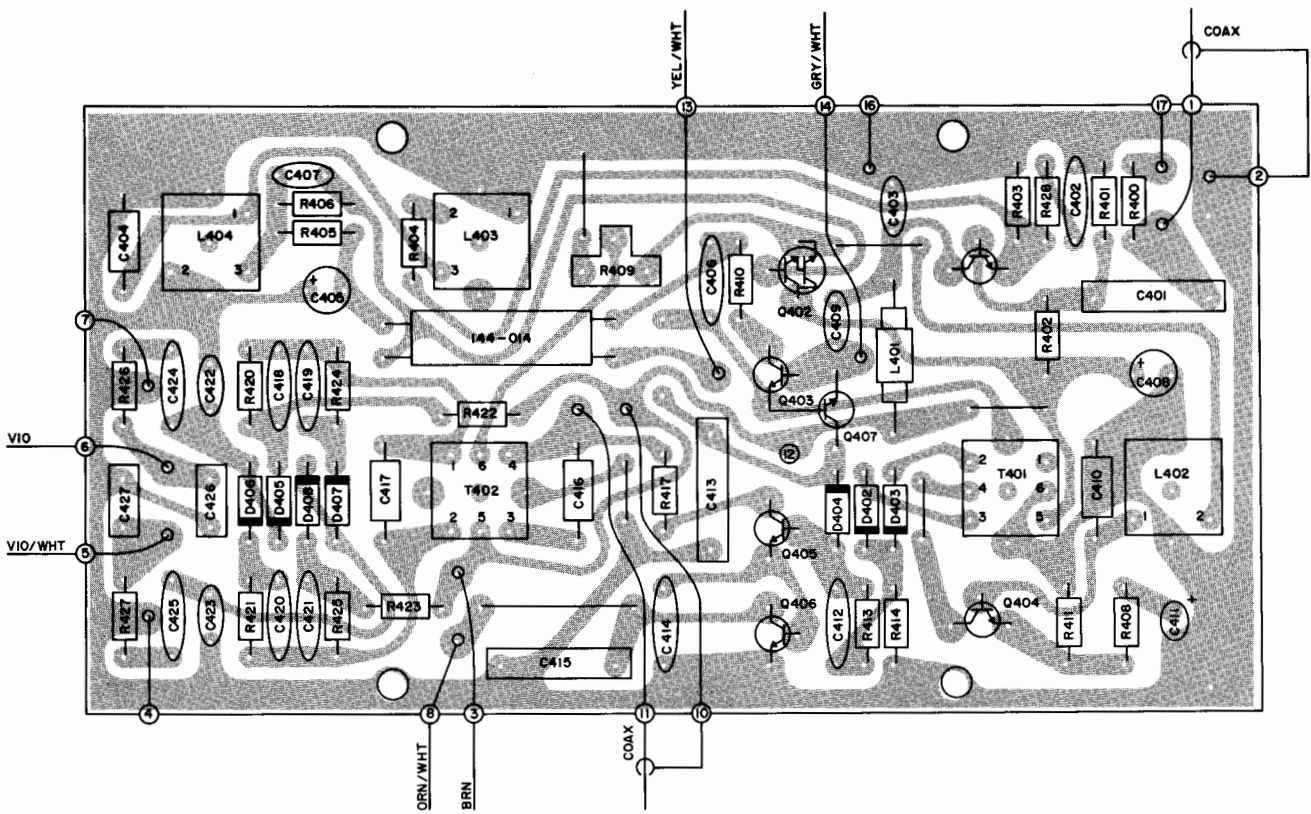 COAX
YEL/WHT
GRY/WHT
13
14
16
17
1
2
C407
R406
R405
C404
1
L404
2
3
R404
2
1
L403
3
R409
C405
144-014
C406
R410
Q402
C409
C403
L401
R403
R428
C402
R401
R400
C401
R402
C408
7
R426
C424
C422
R420
C418
C419
R424
R422
Q403
Q407
12
VIO
6
C427
C426
D406
D405
D408
D407
C417
1
6
4
T402
2
5
3
C416
R417
C413
D404
D402
D403
2
1
T401
4
6
3
5
C410
L402
1
2
VIO/WHT
5
Q405
R427
C425
C423
R421
C420
C421
R425
R423
C415
C414
Q406
C412
R413
R414
Q404
R411
R408
C411
4
8
3
11
10
ORN/WHT
BRN
COAX